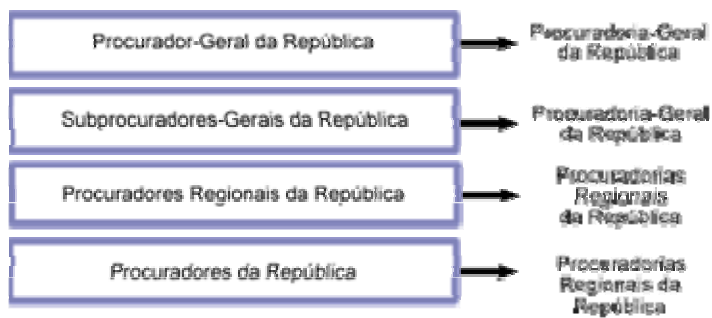 Procurador-Geral da República
Procuradoria-Geral
da República
Subprocuradores-Gerais da República
Procuradoria-Geral
da República
Procuradores Regionais da República
Procuradorias
Regionais
da República
Procuradores da República
Procuradorias
Regionais da
República